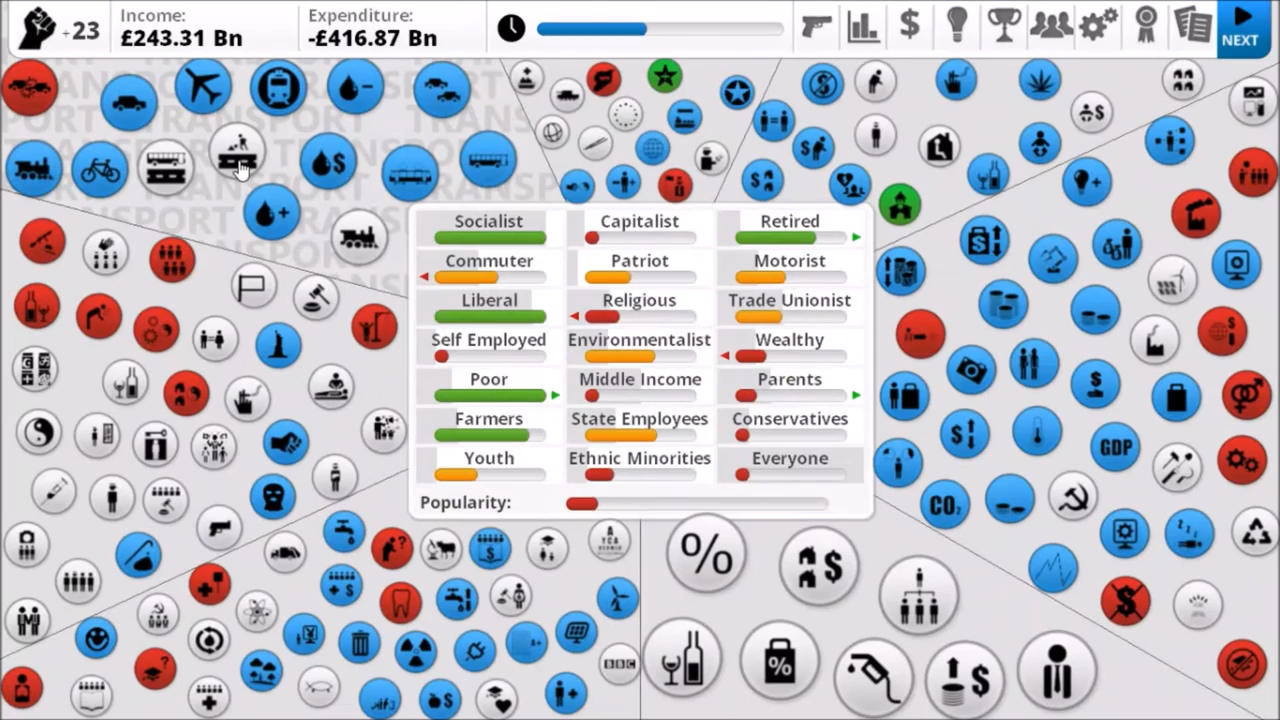 Income: Expenditure:
+23 £243.31 Bn -£416.87 Bn
NEXT
TRANSPORT TRANSPORT TRANS
Socialist Capitalist Retired
Commuter Patriot Motorist
Liberal Religious Trade Unionist
Self Employed Environmentalist Wealthy
Poor Middle Income Parents
Farmers State Employees Conservatives
Youth Ethnic Minorities Everyone
Popularity:
GDP
CO₂
%
BBC
A+